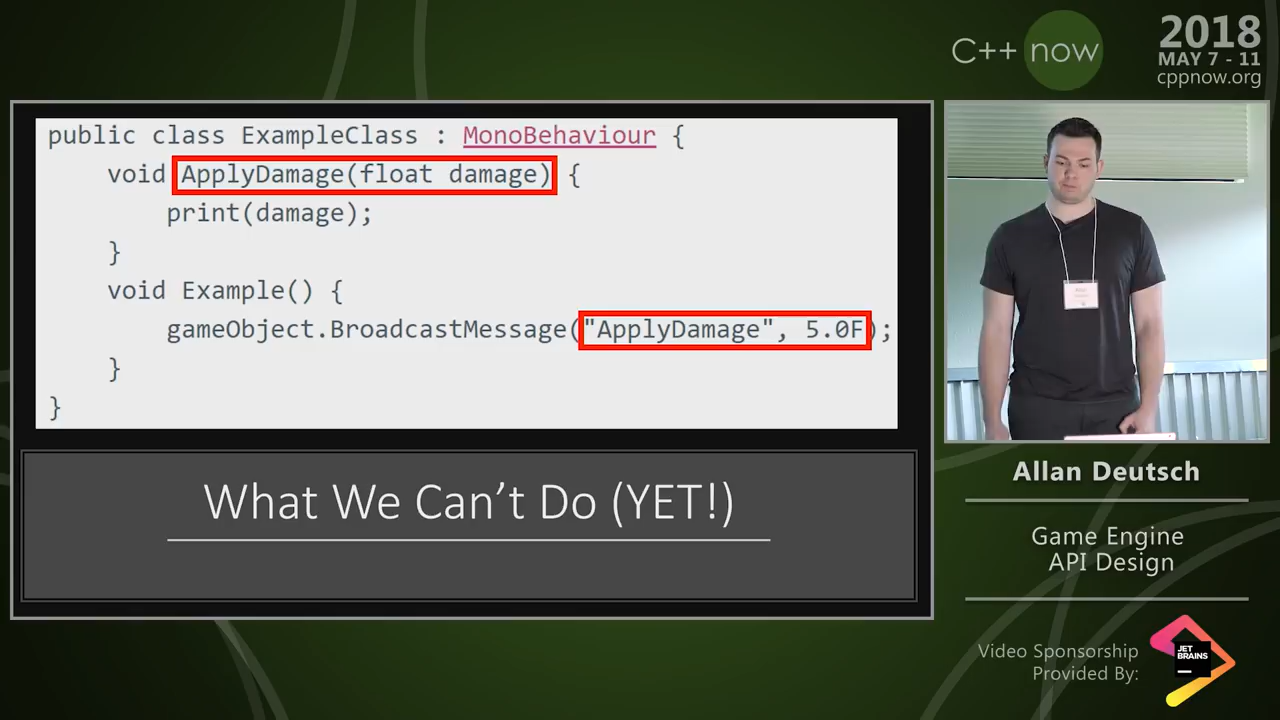 C++ now
2018
MAY 7 - 11
cppnow.org
public class ExampleClass : MonoBehaviour {
void ApplyDamage(float damage) {
print(damage);
}
void Example() {
gameObject.BroadcastMessage("ApplyDamage", 5.0F);
}
}
What We Can’t Do (YET!)
Allan Deutsch
Game Engine
API Design
Video Sponsorship
Provided By:
JET
BRAINS